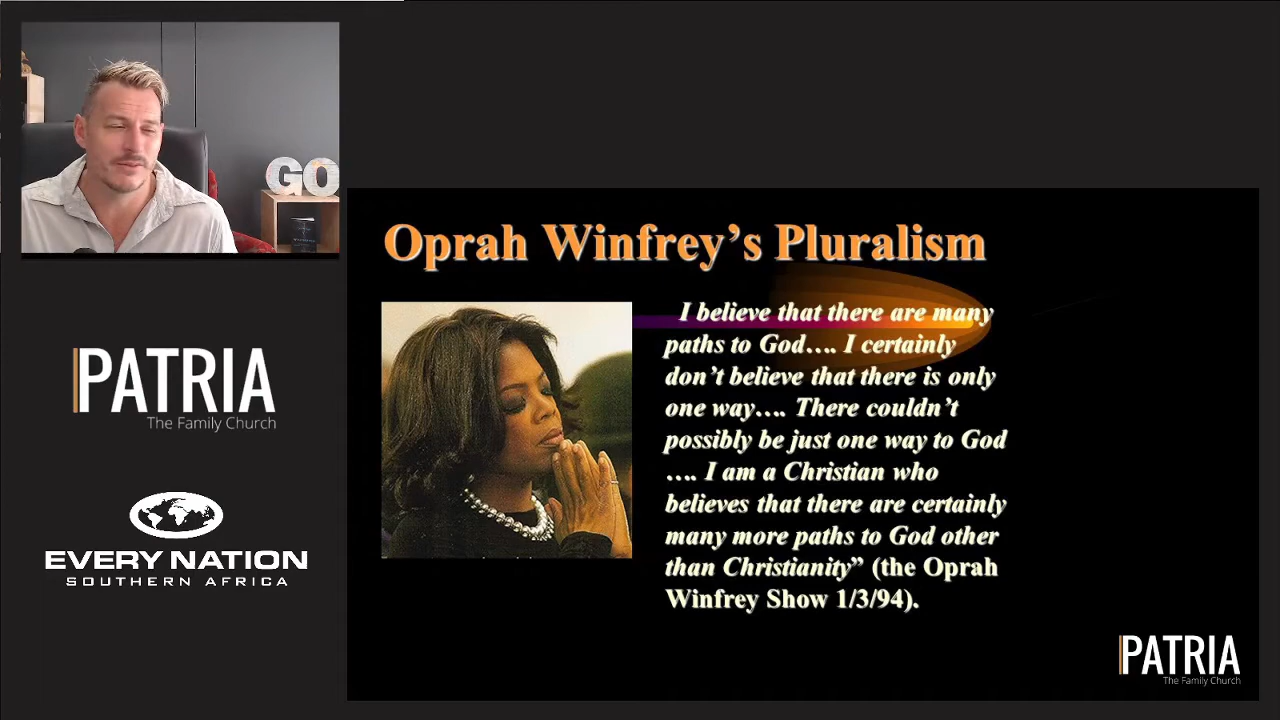 GO
Oprah Winfrey’s Pluralism
I believe that there are many
paths to God…. I certainly
don’t believe that there is only
one way…. There couldn’t
possibly be just one way to God
…. I am a Christian who
believes that there are certainly
many more paths to God other
than Christianity” (the Oprah
Winfrey Show 1/3/94).
PATRIA
The Family Church
EVERY NATION
SOUTHERN AFRICA
PATRIA
The Family Church